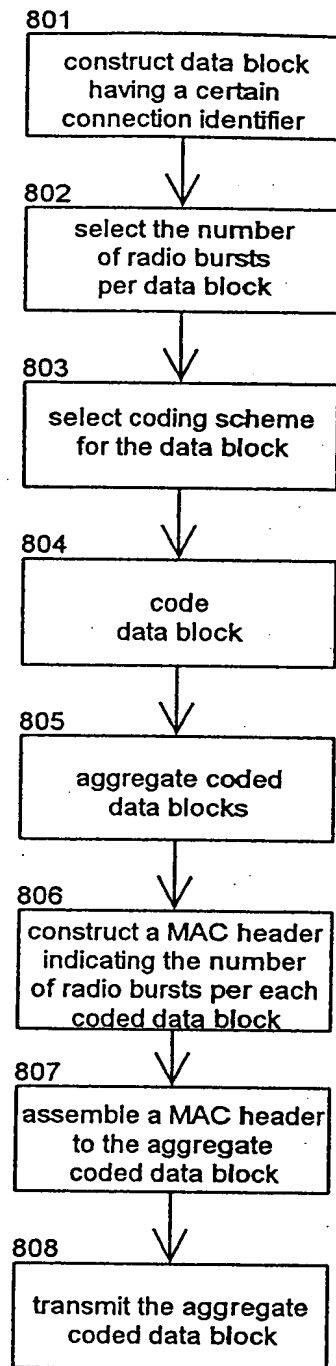 801
construct data block
having a certain
connection identifier
802
select the number
of radio bursts
per data block
803
select coding scheme
for the data block
804
code
data block
805
aggregate coded
data blocks
806
construct a MAC header
indicating the number
of radio bursts per each
coded data block
807
assemble a MAC header
to the aggregate
coded data block
808
transmit the aggregate
coded data block